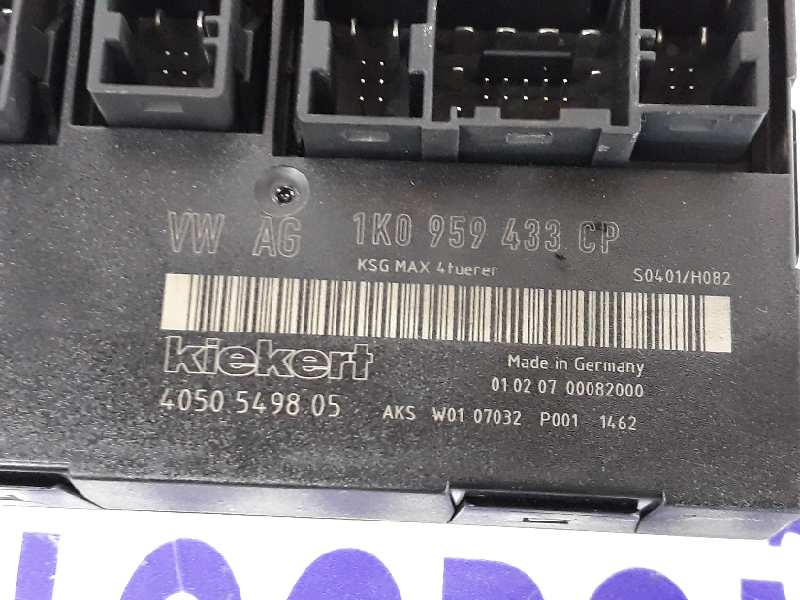 VW AG 1K0 959 433 CP
KSG MAX 4tuerer S0401/H082
kiekert
Made in Germany
01 02 07 00082000
4050 5498 05 AKS W01 07032 P001 1462